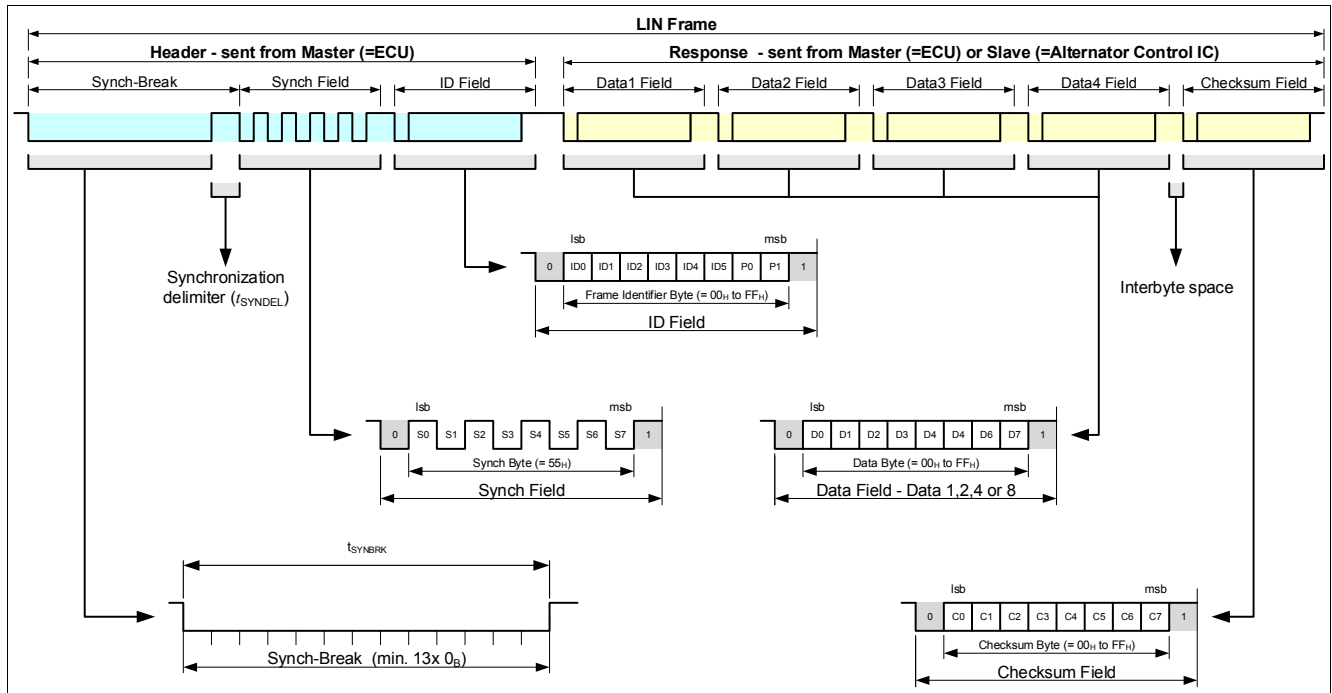 LIN Frame
Header - sent from Master (=ECU)
Response - sent from Master (=ECU) or Slave (=Alternator Control IC)
Synch-Break
Synch Field
ID Field
Data1 Field
Data2 Field
Data3 Field
Data4 Field
Checksum Field
Synchronization
delimiter (tSYNDEL)
lsb
msb
0 ID0 ID1 ID2 ID3 ID4 ID5 P0 P1 1
Frame Identifier Byte (= 00H to FFH)
ID Field
Interbyte space
lsb
msb
0 S0 S1 S2 S3 S4 S5 S6 S7 1
Synch Byte (= 55H)
Synch Field
lsb
msb
0 D0 D1 D2 D3 D4 D4 D6 D7 1
Data Byte (= 00H to FFH)
Data Field - Data 1,2,4 or 8
tSYNBRK
Synch-Break (min. 13x 0B)
lsb
msb
0 C0 C1 C2 C3 C4 C5 C6 C7 1
Checksum Byte (= 00H to FFH)
Checksum Field